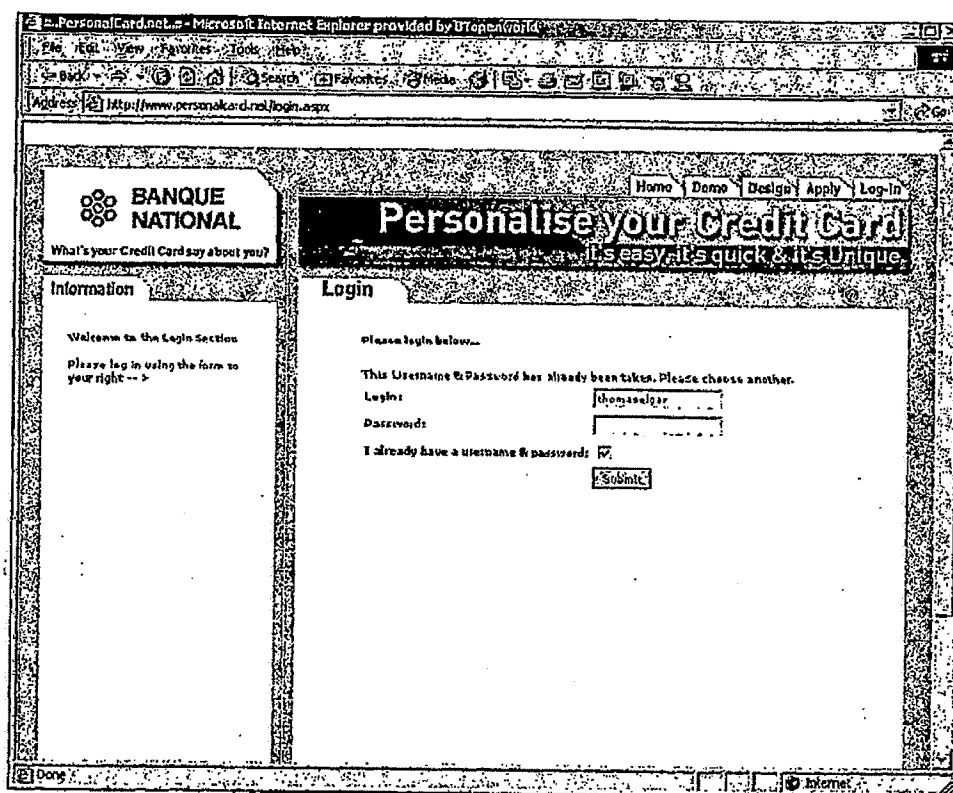 ::.PersonalCard.net.:: - Microsoft Internet Explorer provided by BTopenworld
File Edit View Favorites Tools Help
Back Search Favorites Media
Address http://www.personalcard.net/login.aspx Go
Home Demo Design Apply Log-In
BANQUE
NATIONAL
What's your Credit Card say about you?
Personalise your Credit Card
It's easy, it's quick & it's Unique.
Information
Login
Welcome to the Login Section
Please log in using the form to
your right -- >
Please login below...
This Username & Password has already been taken. Please choose another.
Login: thomaselgar
Password:
I already have a username & password:
Submit
Done Internet